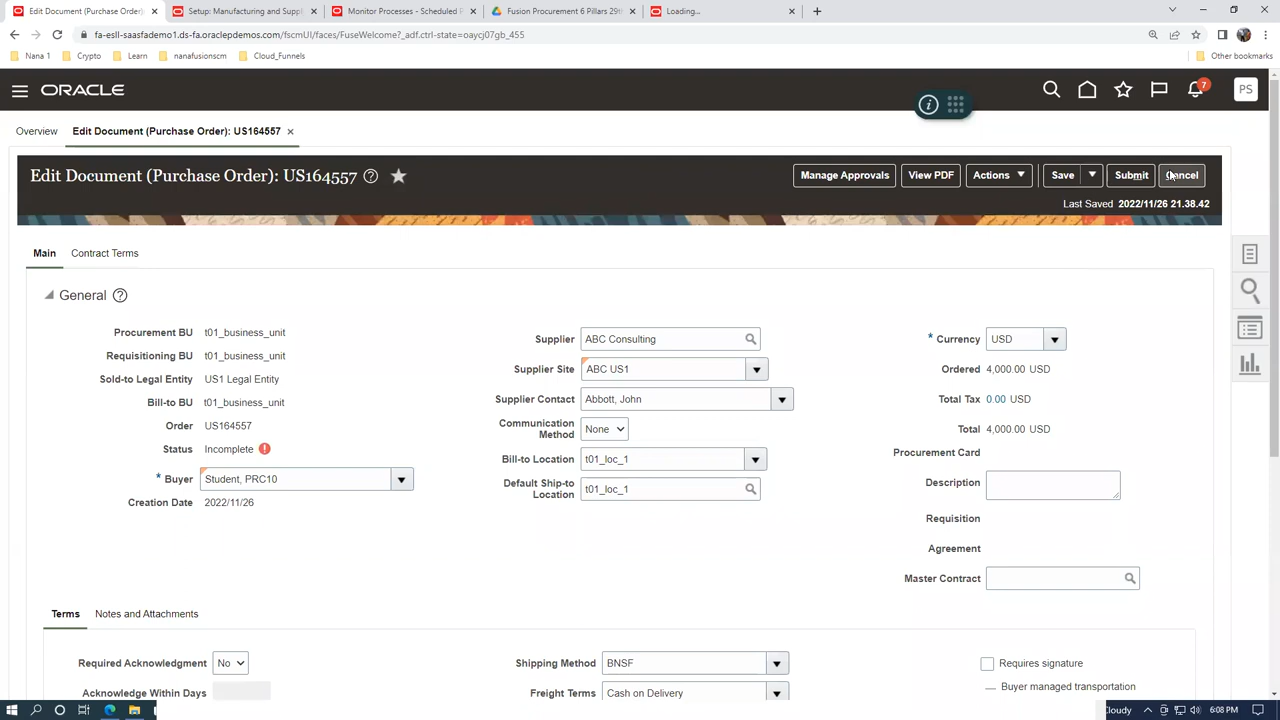 Edit Document (Purchase Order)
Setup: Manufacturing and Suppl
Monitor Processes - Scheduled P
Fusion Procurement 6 Pillars 29th
Loading...
fa-esll-saasfademo1.ds-fa.oraclepdemos.com/fscmUI/faces/FuseWelcome?_adf.ctrl-state=oaycj07gb_455
Nana 1
Crypto
Learn
nanafusionscm
Cloud_Funnels
Other bookmarks
ORACLE
7
PS
Overview
Edit Document (Purchase Order): US164557
Edit Document (Purchase Order): US164557
Manage Approvals
View PDF
Actions
Save
Submit
Cancel
Last Saved 2022/11/26 21.38.42
Main
Contract Terms
General
Procurement BU t01_business_unit
Requisitioning BU t01_business_unit
Sold-to Legal Entity US1 Legal Entity
Bill-to BU t01_business_unit
Order US164557
Status Incomplete
* Buyer Student, PRC10
Creation Date 2022/11/26
Supplier ABC Consulting
Supplier Site ABC US1
Supplier Contact Abbott, John
Communication
Method None
Bill-to Location t01_loc_1
Default Ship-to
Location t01_loc_1
* Currency USD
Ordered 4,000.00 USD
Total Tax 0.00 USD
Total 4,000.00 USD
Procurement Card
Description
Requisition
Agreement
Master Contract
Terms
Notes and Attachments
Required Acknowledgment No
Acknowledge Within Days
Shipping Method BNSF
Freight Terms Cash on Delivery
Requires signature
Buyer managed transportation
Cloudy
6:08 PM